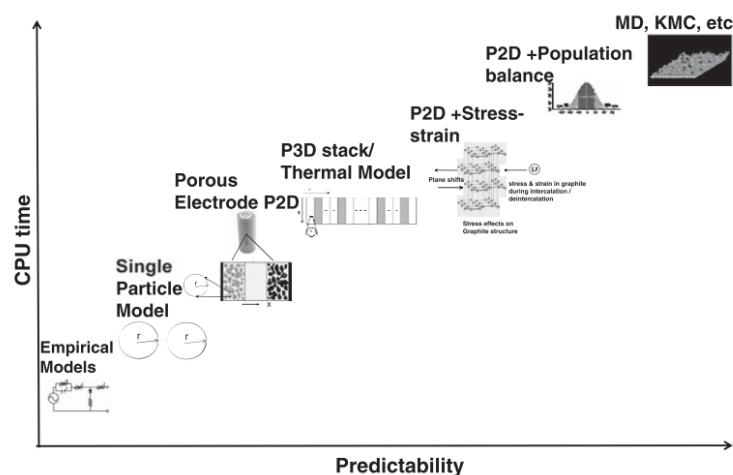 MD, KMC, etc
P2D +Population
balance
P2D +Stress-
strain
P3D stack/
Thermal Model
Porous
Electrode P2D
Single
Particle
Model
Empirical
Models
r
r
r
r
x
Plane shifts
stress & strain in graphite
during intercalation /
deintercalation
Stress effects on
Graphite structure
CPU time
Predictability